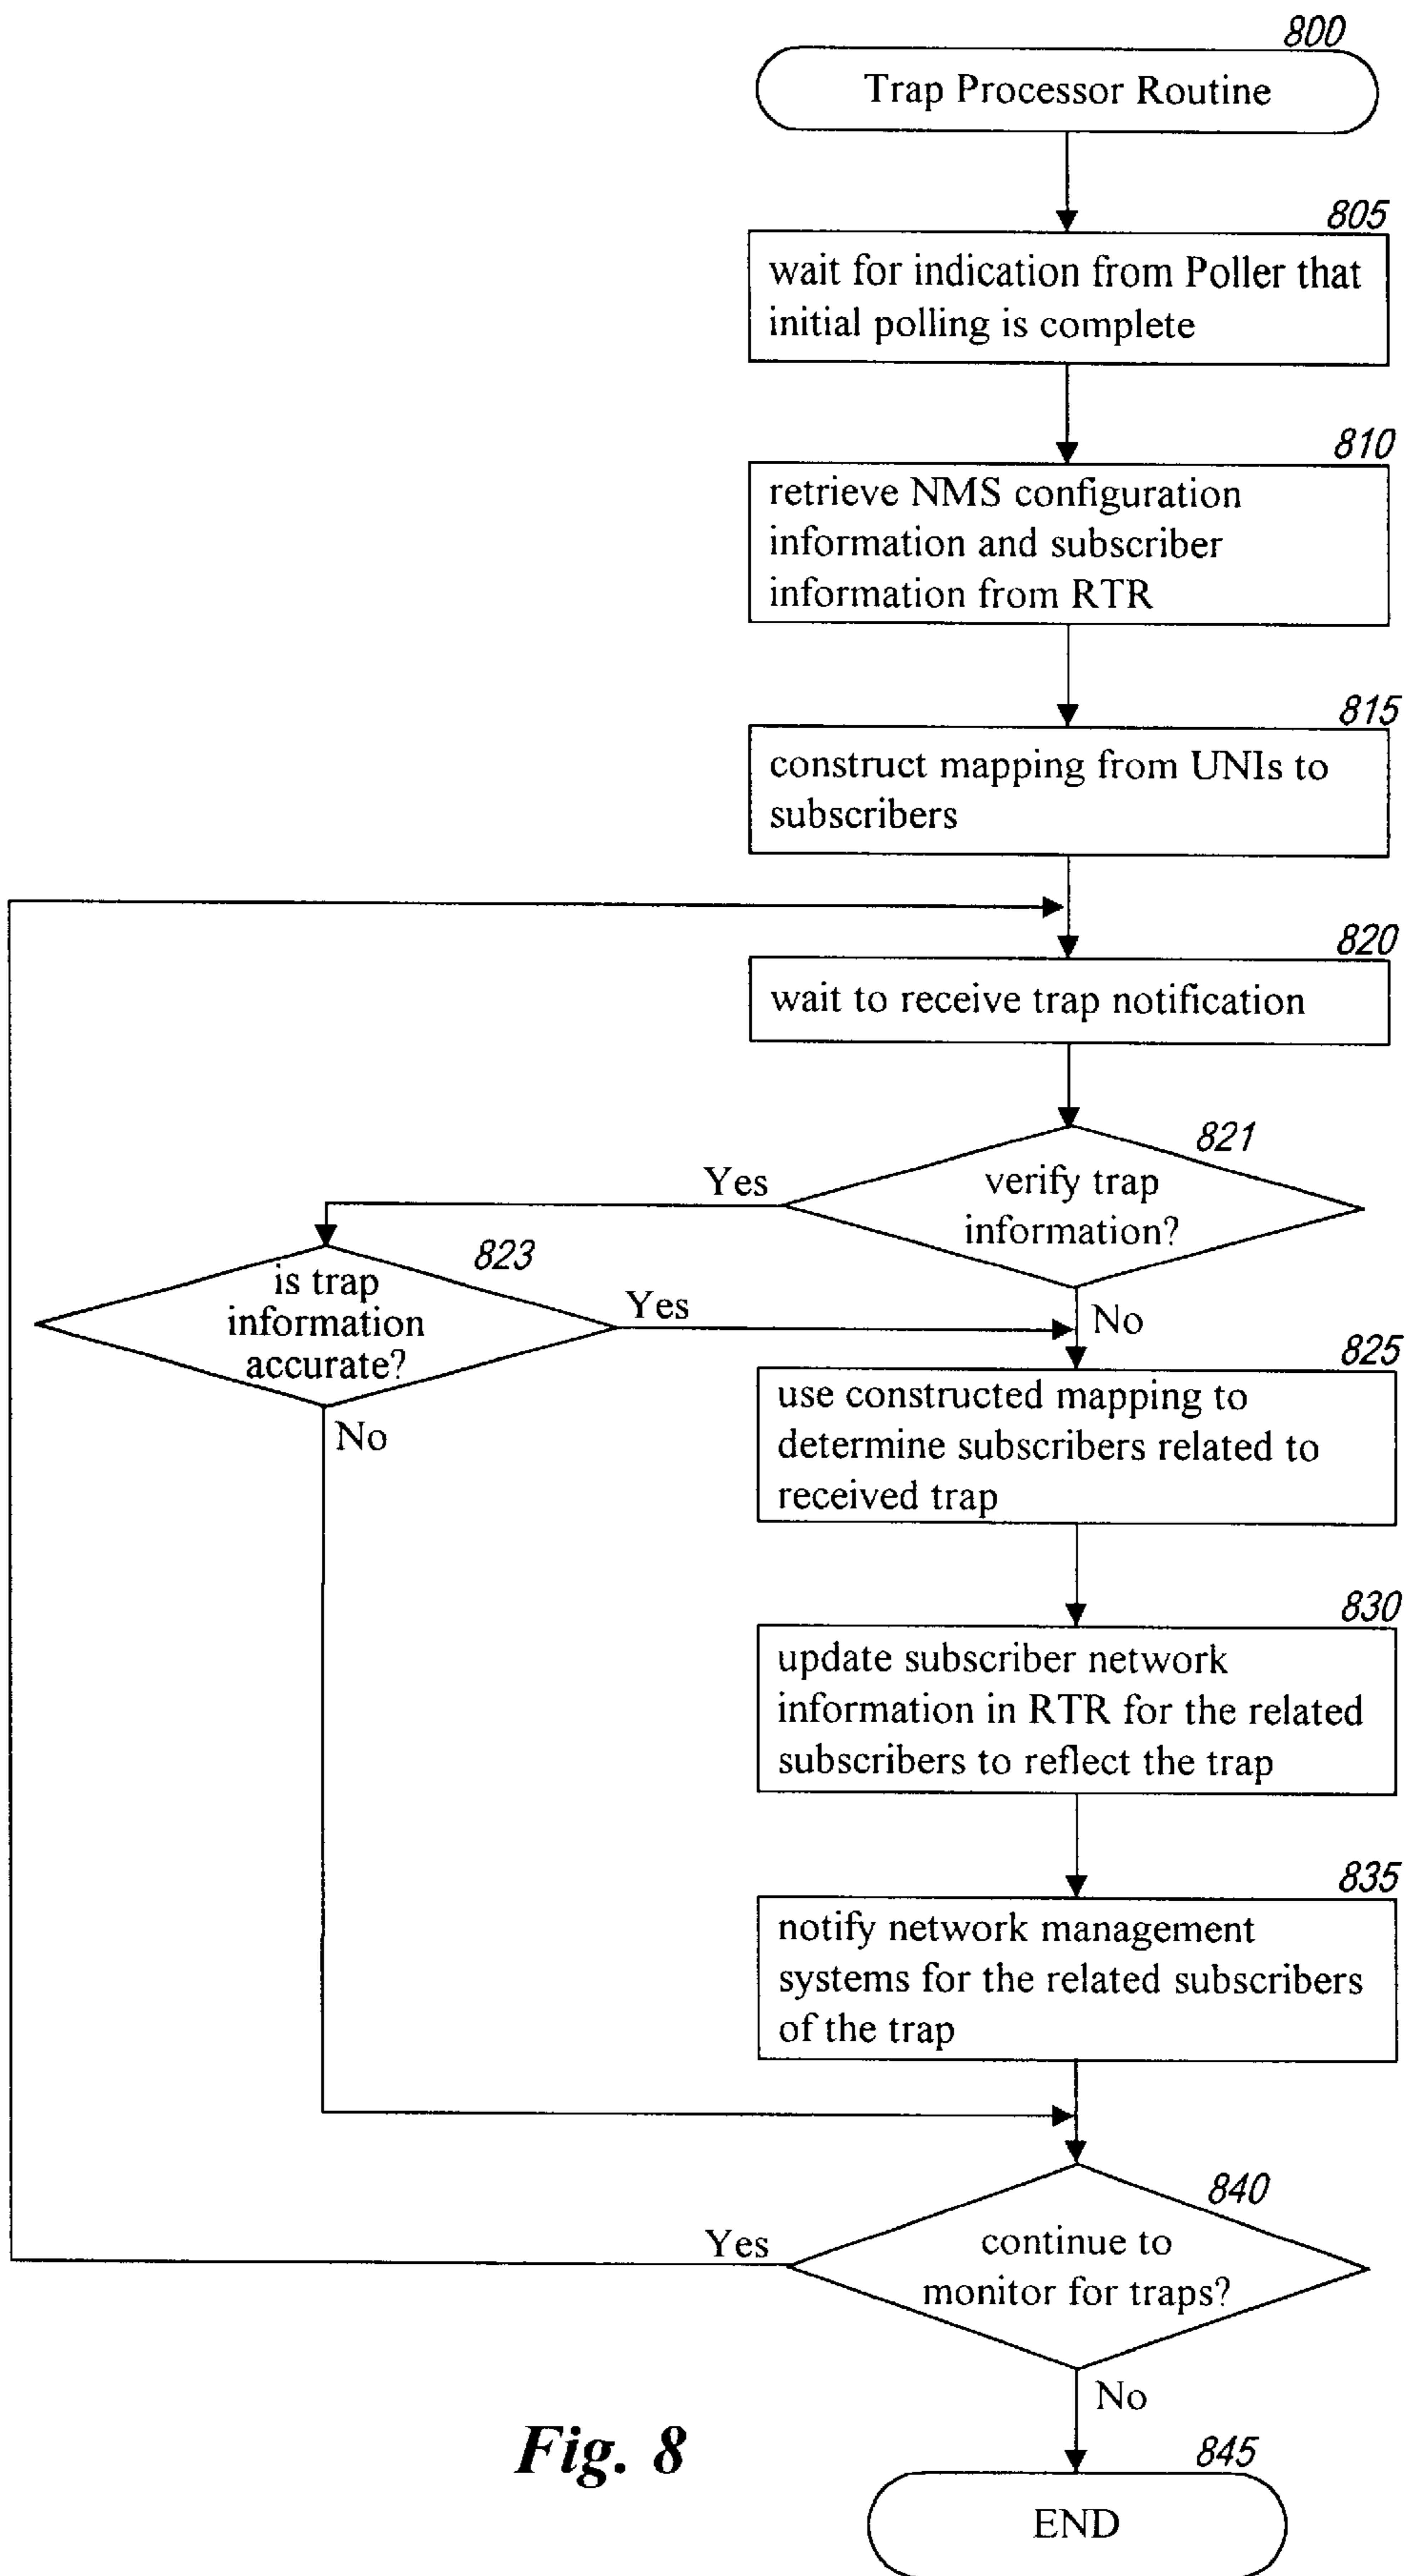 800
Trap Processor Routine
805
wait for indication from Poller that
initial polling is complete
810
retrieve NMS configuration
information and subscriber
information from RTR
815
construct mapping from UNIs to
subscribers
820
wait to receive trap notification
821
verify trap
information?
Yes
No
823
is trap
information
accurate?
Yes
No
825
use constructed mapping to
determine subscribers related to
received trap
830
update subscriber network
information in RTR for the related
subscribers to reflect the trap
835
notify network management
systems for the related subscribers
of the trap
840
continue to
monitor for traps?
Yes
No
845
END
Fig. 8